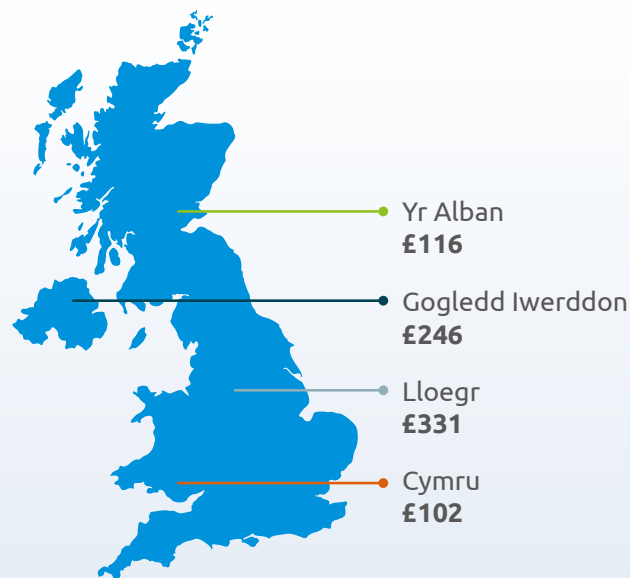 Yr Alban
£116
Gogledd Iwerddon
£246
Lloegr
£331
Cymru
£102